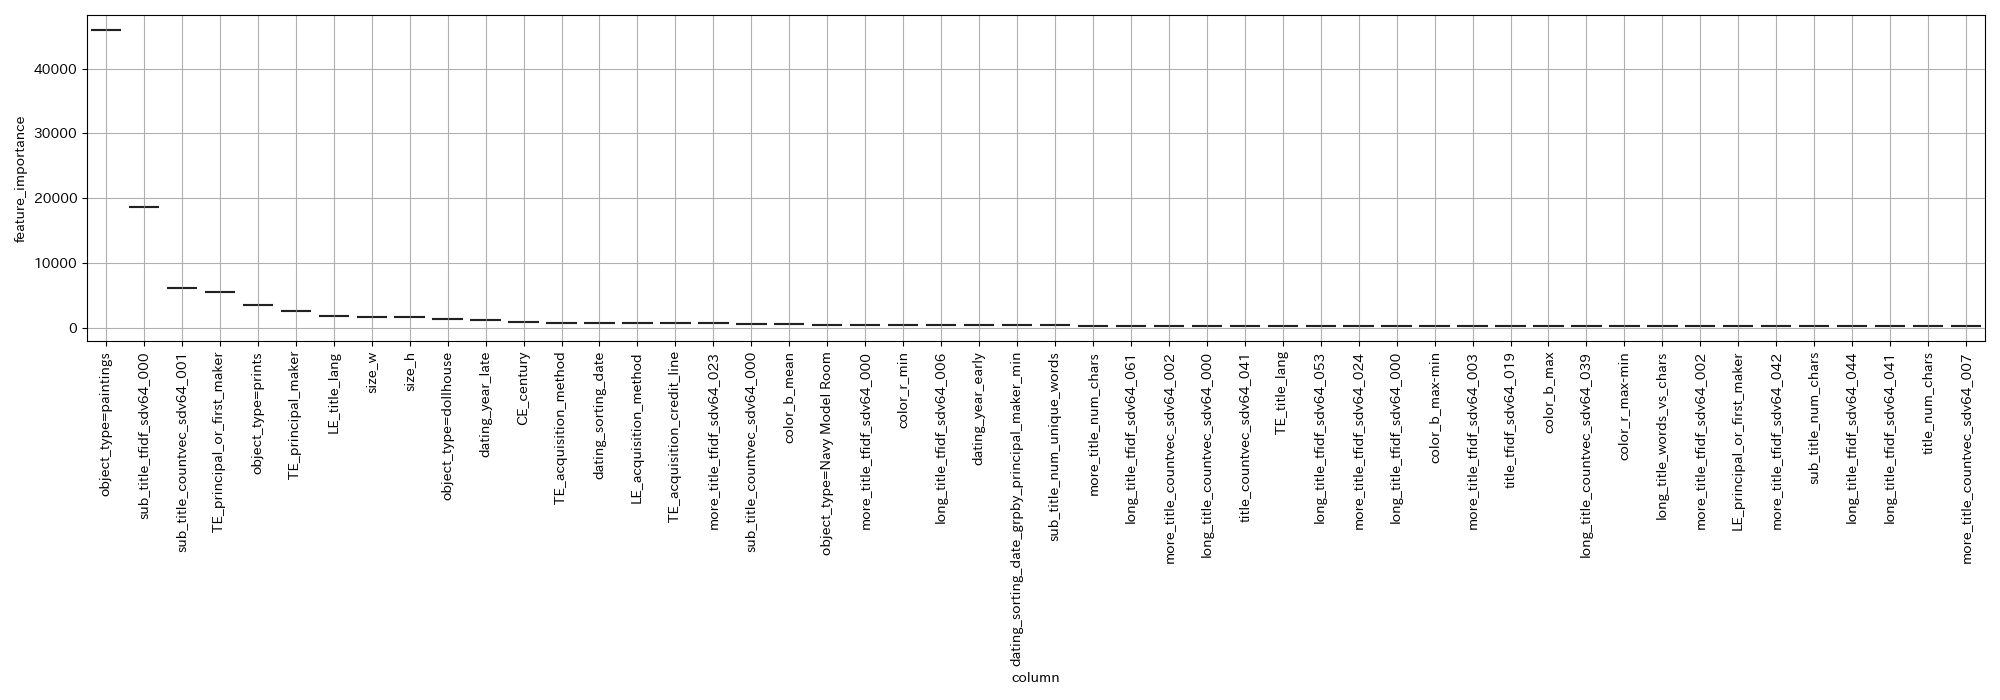 feature_importance
40000
30000
20000
10000
0
object_type=paintings
sub_title_tfidf_sdv64_000
sub_title_countvec_sdv64_001
TE_principal_or_first_maker
object_type=prints
TE_principal_maker
LE_title_lang
size_w
size_h
object_type=dollhouse
dating_year_late
CE_century
TE_acquisition_method
dating_sorting_date
LE_acquisition_method
TE_acquisition_credit_line
more_title_tfidf_sdv64_023
sub_title_countvec_sdv64_000
color_b_mean
object_type=Navy Model Room
more_title_tfidf_sdv64_000
color_r_min
long_title_tfidf_sdv64_006
dating_year_early
dating_sorting_date_grpby_principal_maker_min
sub_title_num_unique_words
more_title_num_chars
long_title_tfidf_sdv64_061
more_title_countvec_sdv64_002
long_title_countvec_sdv64_000
title_countvec_sdv64_041
TE_title_lang
long_title_tfidf_sdv64_053
more_title_tfidf_sdv64_024
long_title_tfidf_sdv64_000
color_b_max-min
more_title_tfidf_sdv64_003
title_tfidf_sdv64_019
color_b_max
long_title_countvec_sdv64_039
color_r_max-min
long_title_words_vs_chars
more_title_tfidf_sdv64_002
LE_principal_or_first_maker
more_title_tfidf_sdv64_042
sub_title_num_chars
long_title_tfidf_sdv64_044
long_title_tfidf_sdv64_041
title_num_chars
more_title_countvec_sdv64_007
column